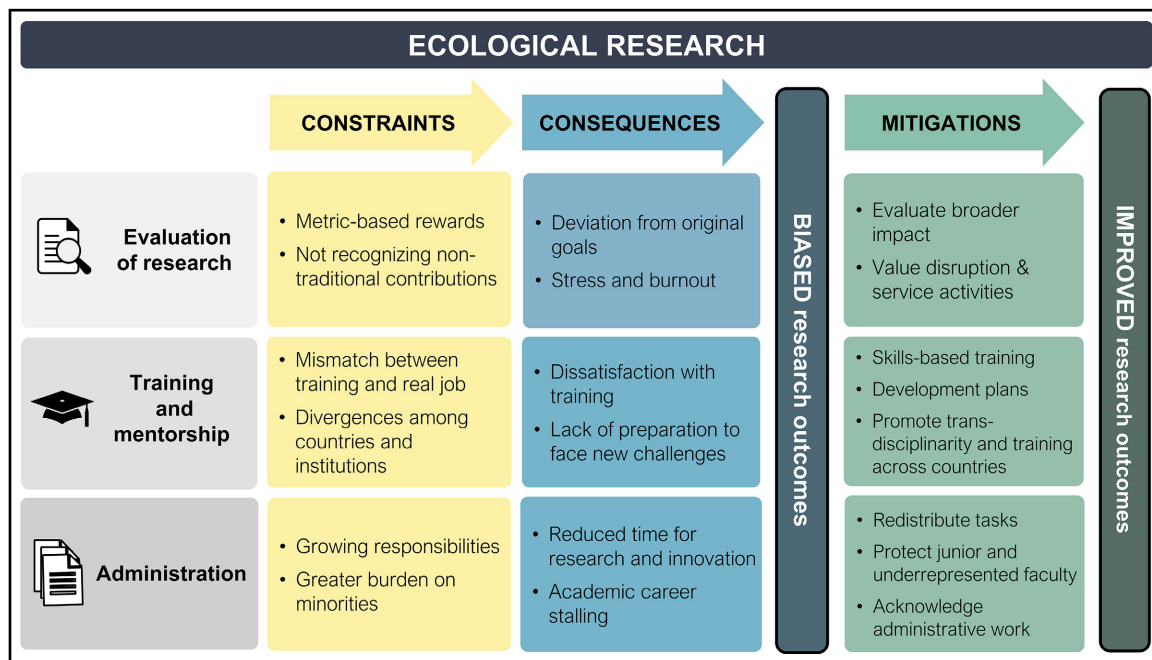 ECOLOGICAL RESEARCH
CONSTRAINTS
CONSEQUENCES
MITIGATIONS
Evaluation
of research
• Metric-based rewards
• Not recognizing non-
traditional contributions
• Deviation from original
goals
• Stress and burnout
• Evaluate broader
impact
• Value disruption &
service activities
Training
and
mentorship
• Mismatch between
training and real job
• Divergences among
countries and
institutions
• Dissatisfaction with
training
• Lack of preparation to
face new challenges
• Skills-based training
• Development plans
• Promote trans-
disciplinarity and training
across countries
Administration
• Growing responsibilities
• Greater burden on
minorities
• Reduced time for
research and innovation
• Academic career
stalling
• Redistribute tasks
• Protect junior and
underrepresented faculty
• Acknowledge
administrative work
BIASED research outcomes
IMPROVED research outcomes